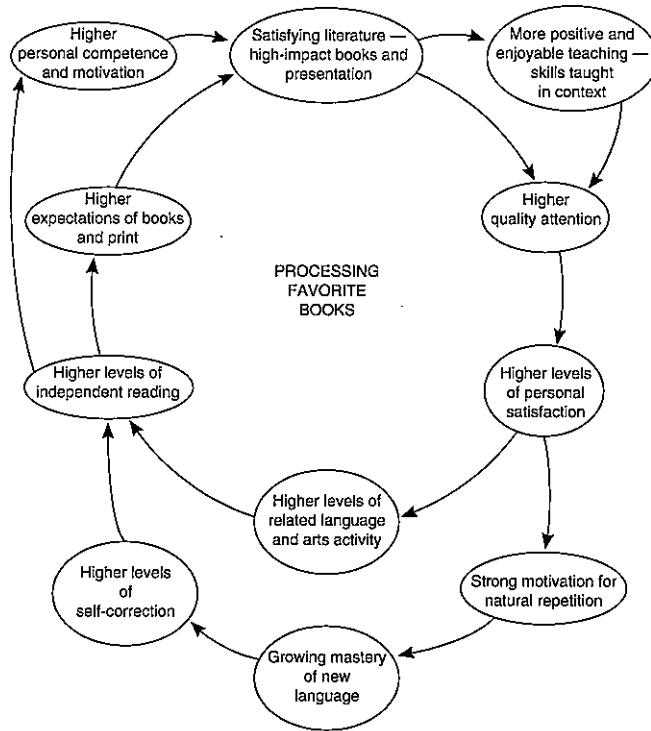 Higher
personal competence
and motivation
Satisfying literature —
high-impact books and
presentation
More positive and
enjoyable teaching —
skills taught
in context
Higher
expectations of books
and print
Higher
quality attention
PROCESSING
FAVORITE
BOOKS
Higher levels of
independent reading
Higher levels
of personal
satisfaction
Higher levels of
related language
and arts activity
Higher levels
of
self-correction
Strong motivation for
natural repetition
Growing mastery
of new
language